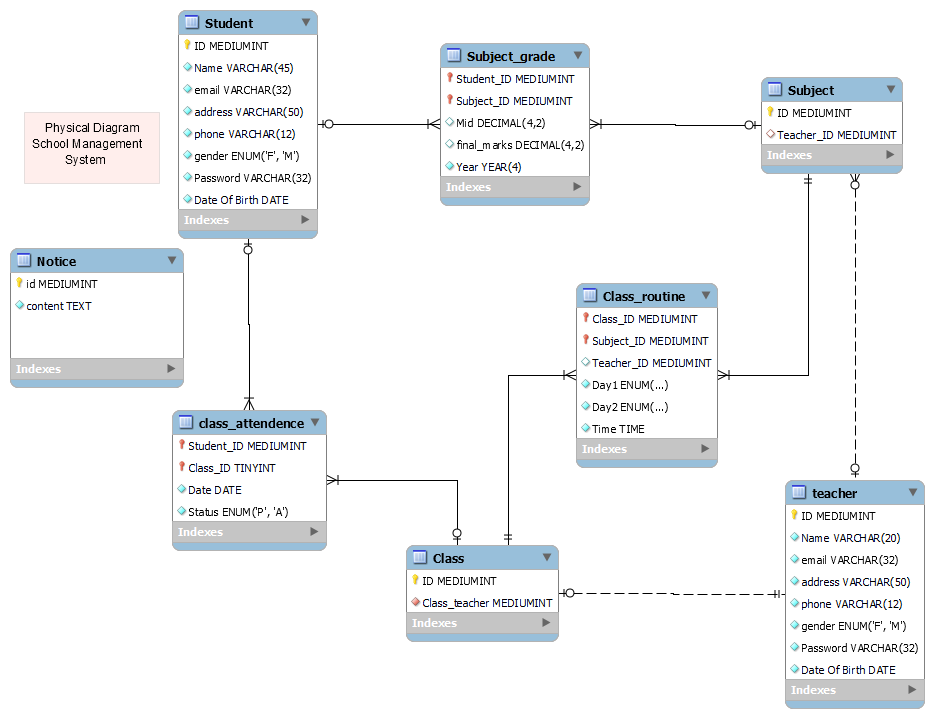 Physical Diagram
School Management
System
Student
ID MEDIUMINT
Name VARCHAR(45)
email VARCHAR(32)
address VARCHAR(50)
phone VARCHAR(12)
gender ENUM('F', 'M')
Password VARCHAR(32)
Date Of Birth DATE
Indexes
Subject_grade
Student_ID MEDIUMINT
Subject_ID MEDIUMINT
Mid DECIMAL(4,2)
final_marks DECIMAL(4,2)
Year YEAR(4)
Indexes
Subject
ID MEDIUMINT
Teacher_ID MEDIUMINT
Indexes
Notice
id MEDIUMINT
content TEXT
Indexes
Class_routine
Class_ID MEDIUMINT
Subject_ID MEDIUMINT
Teacher_ID MEDIUMINT
Day1 ENUM(...)
Day2 ENUM(...)
Time TIME
Indexes
class_attendence
Student_ID MEDIUMINT
Class_ID TINYINT
Date DATE
Status ENUM('P', 'A')
Indexes
Class
ID MEDIUMINT
Class_teacher MEDIUMINT
Indexes
teacher
ID MEDIUMINT
Name VARCHAR(20)
email VARCHAR(32)
address VARCHAR(50)
phone VARCHAR(12)
gender ENUM('F', 'M')
Password VARCHAR(32)
Date Of Birth DATE
Indexes